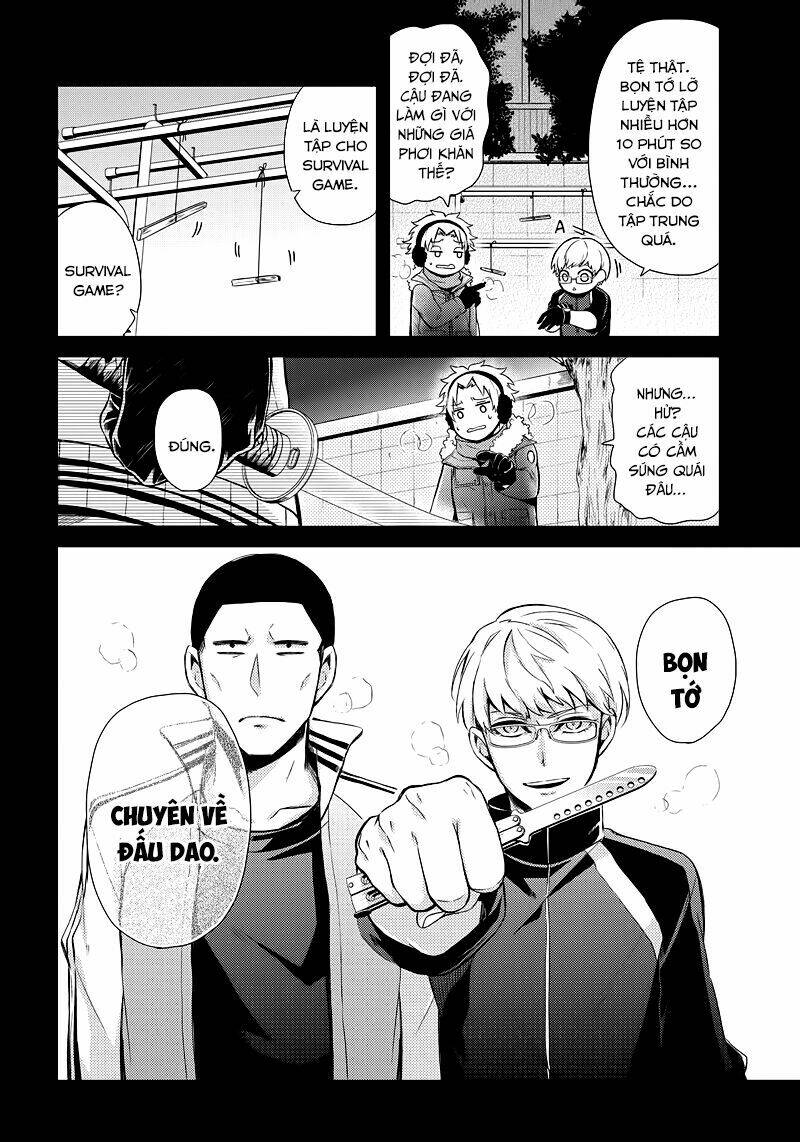 TỆ THẬT.
BỌN TỚ LỠ
LUYỆN TẬP
NHIỀU HƠN
10 PHÚT SO
VỚI BÌNH
THƯỜNG...
CHẮC DO
TẬP TRUNG
QUÁ.
ĐỢI ĐÃ,
ĐỢI ĐÃ.
CẬU ĐANG
LÀM GÌ VỚI
NHỮNG GIÁ
PHƠI KHĂN
THẾ?
A
LÀ LUYỆN
TẬP CHO
SURVIVAL
GAME.
SURVIVAL
GAME?
NHƯNG...
HỬ?
CÁC CẬU
CÓ CẦM
SÚNG QUÁI
ĐÂU...
ĐÚNG.
BỌN
TỚ
CHUYÊN VỀ
ĐẤU DAO.